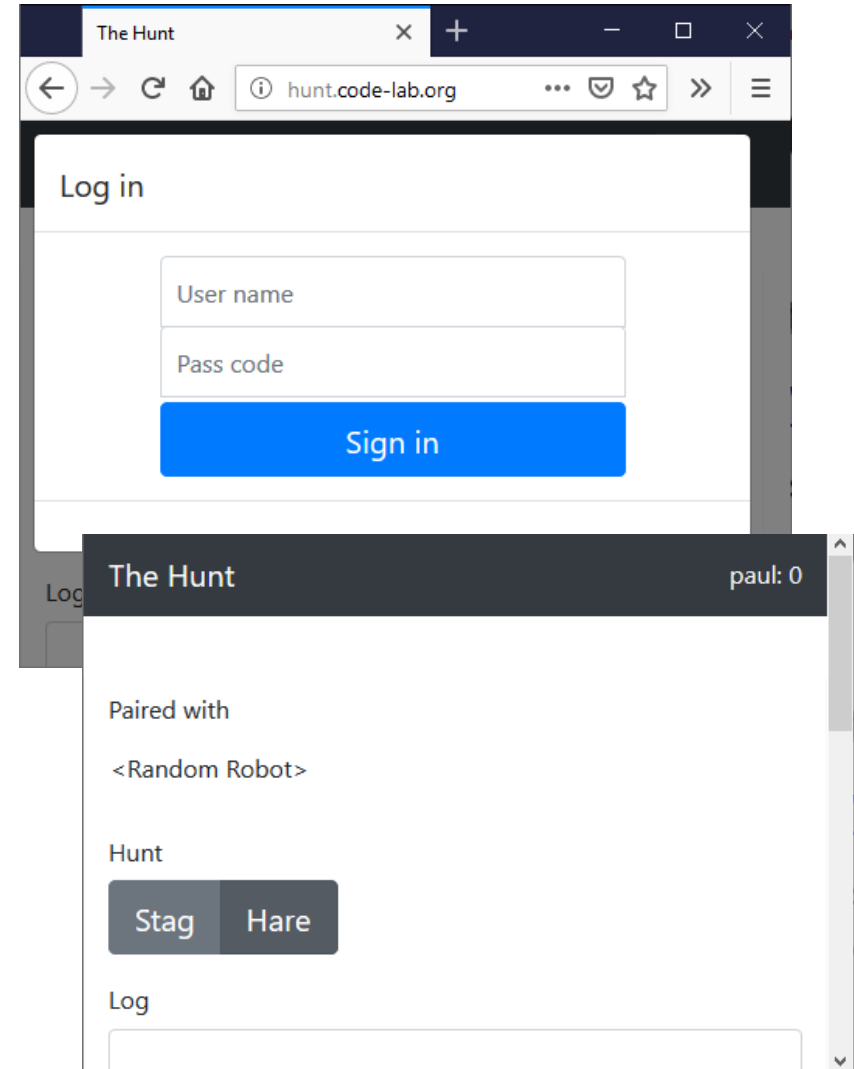 The Hunt
hunt.code-lab.org
Log in
User name
Pass code
Sign in
Log
The Hunt
paul: 0
Paired with
<Random Robot>
Hunt
Stag Hare
Log